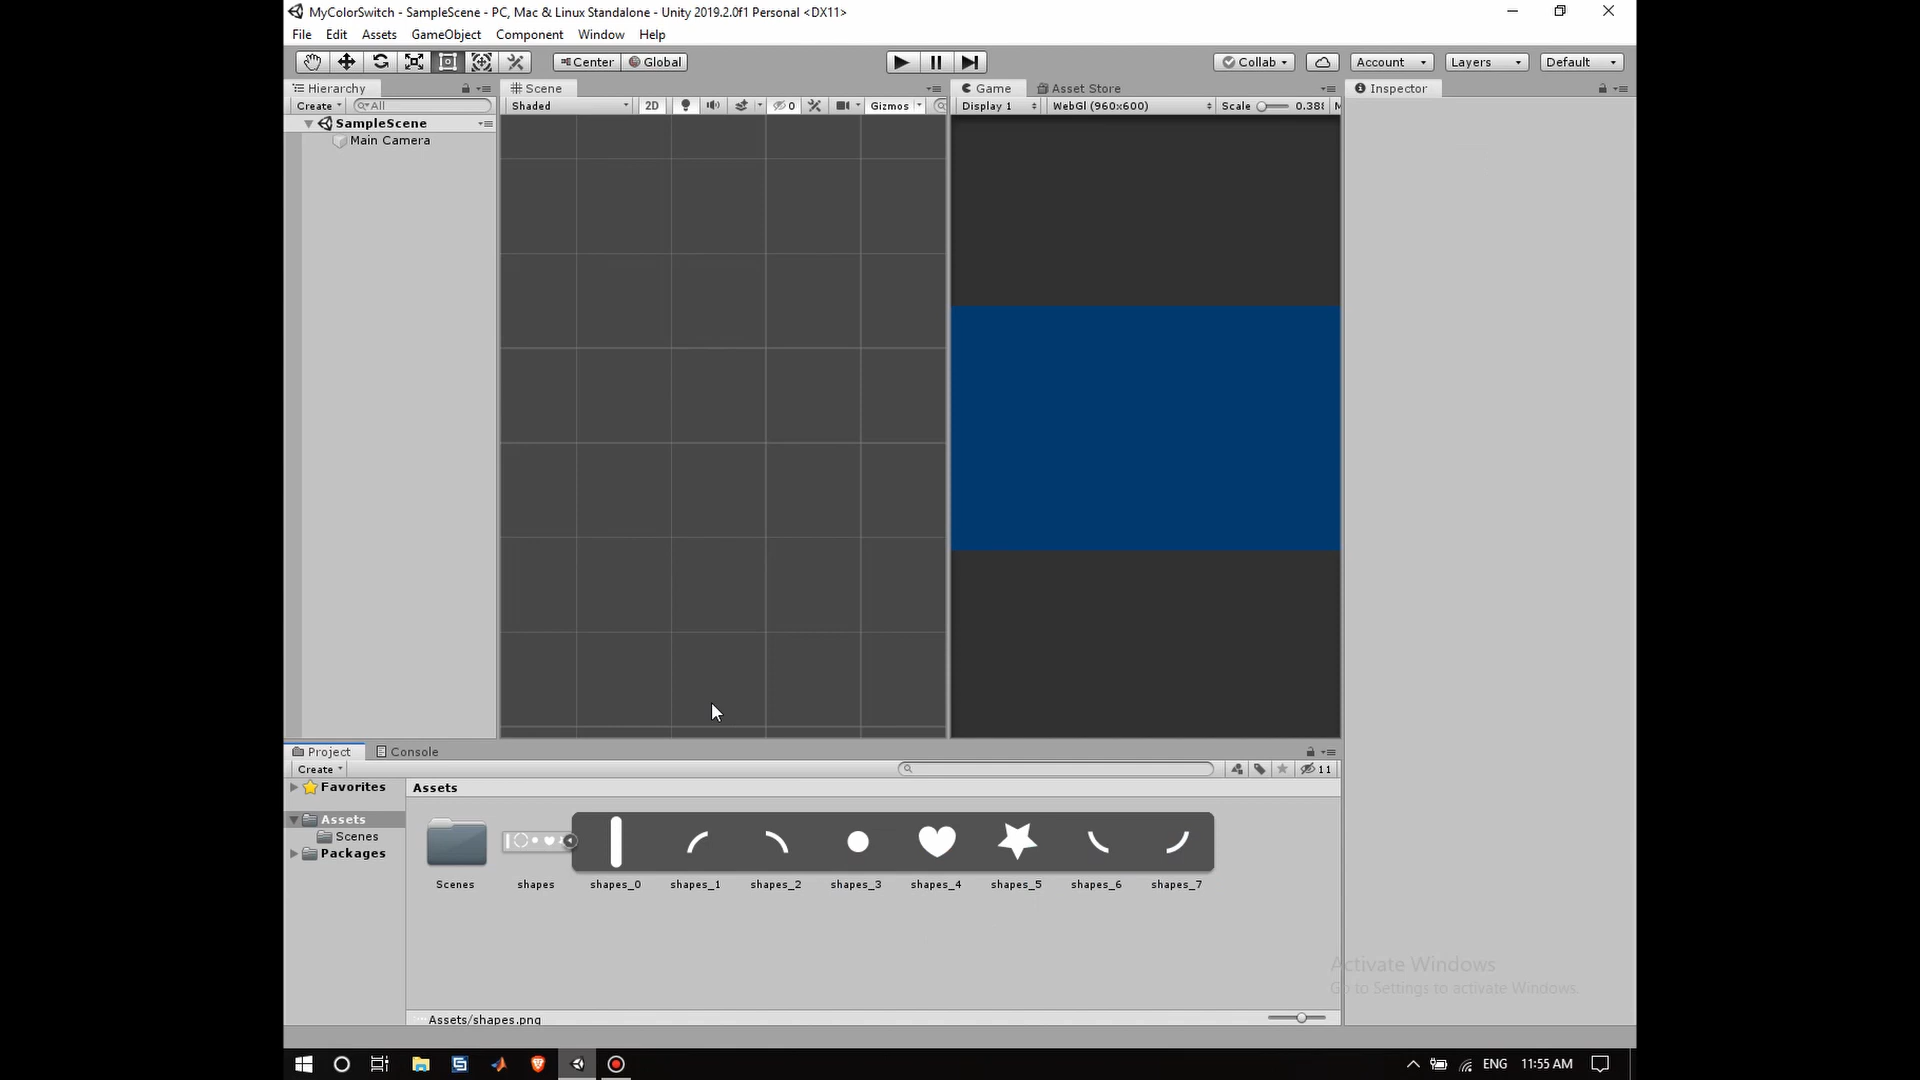 MyColorSwitch - SampleScene - PC, Mac & Linux Standalone - Unity 2019.2.0f1 Personal <DX11>
File Edit Assets GameObject Component Window Help
Center Global Collab Account Layers Default
Hierarchy Scene Game Asset Store Inspector
Create All Shaded 2D 0 Gizmos Display 1 WebGl (960x600) Scale 0.388 M
SampleScene
Main Camera
Project Console
Create 11
Favorites Assets
Assets
Scenes
Packages
Scenes shapes shapes_0 shapes_1 shapes_2 shapes_3 shapes_4 shapes_5 shapes_6 shapes_7
Activate Windows
Go to Settings to activate Windows.
Assets/shapes.png
ENG 11:55 AM